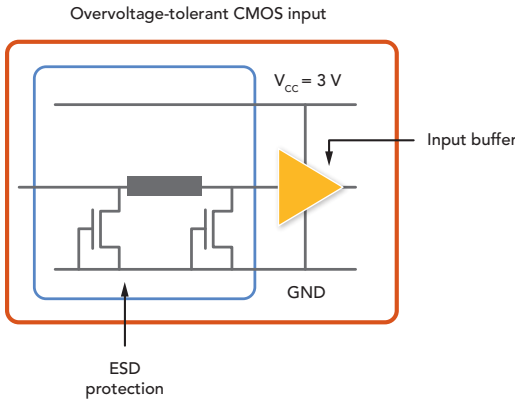 Overvoltage-tolerant CMOS input
VCC = 3 V
Input buffer
GND
ESD
protection